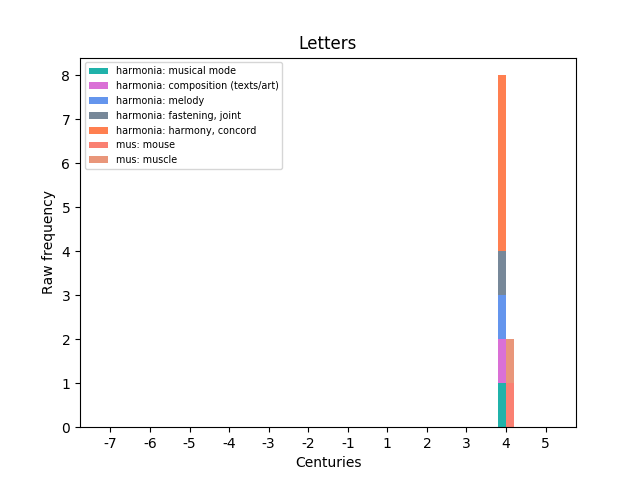 Letters
harmonia: musical mode
harmonia: composition (texts/art)
harmonia: melody
harmonia: fastening, joint
harmonia: harmony, concord
mus: mouse
mus: muscle
8
7
6
5
4
3
2
1
0
Raw frequency
-7 -6 -5 -4 -3 -2 -1 1 2 3 4 5
Centuries